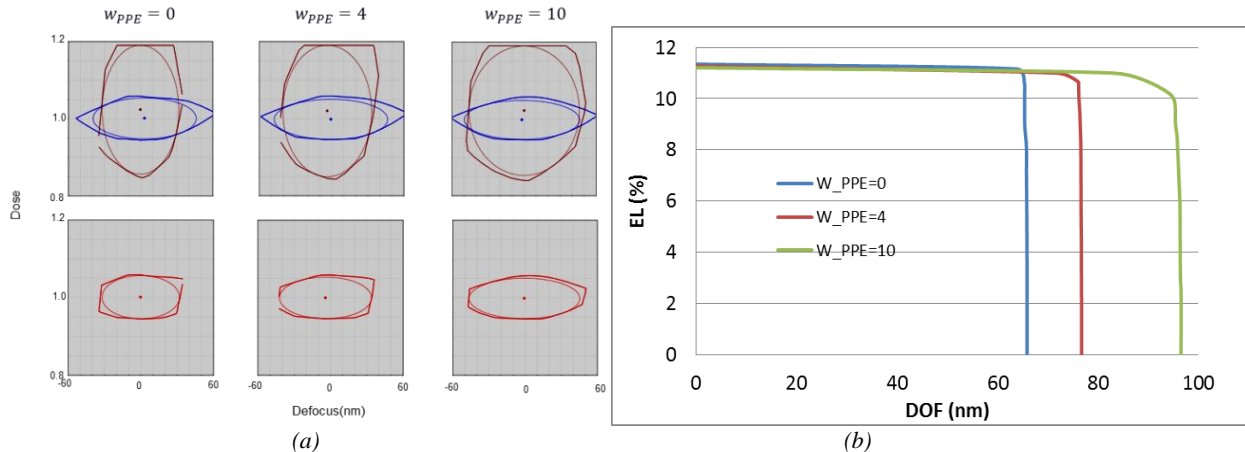 w_PPE = 0
w_PPE = 4
w_PPE = 10
1.2
1.0
0.8
1.2
1.0
0.8
Dose
-60 0 60
-60 0 60
-60 0 60
Defocus(nm)
(a)
12
10
8
6
4
2
0
EL (%)
W_PPE=0
W_PPE=4
W_PPE=10
0 20 40 60 80 100
DOF (nm)
(b)